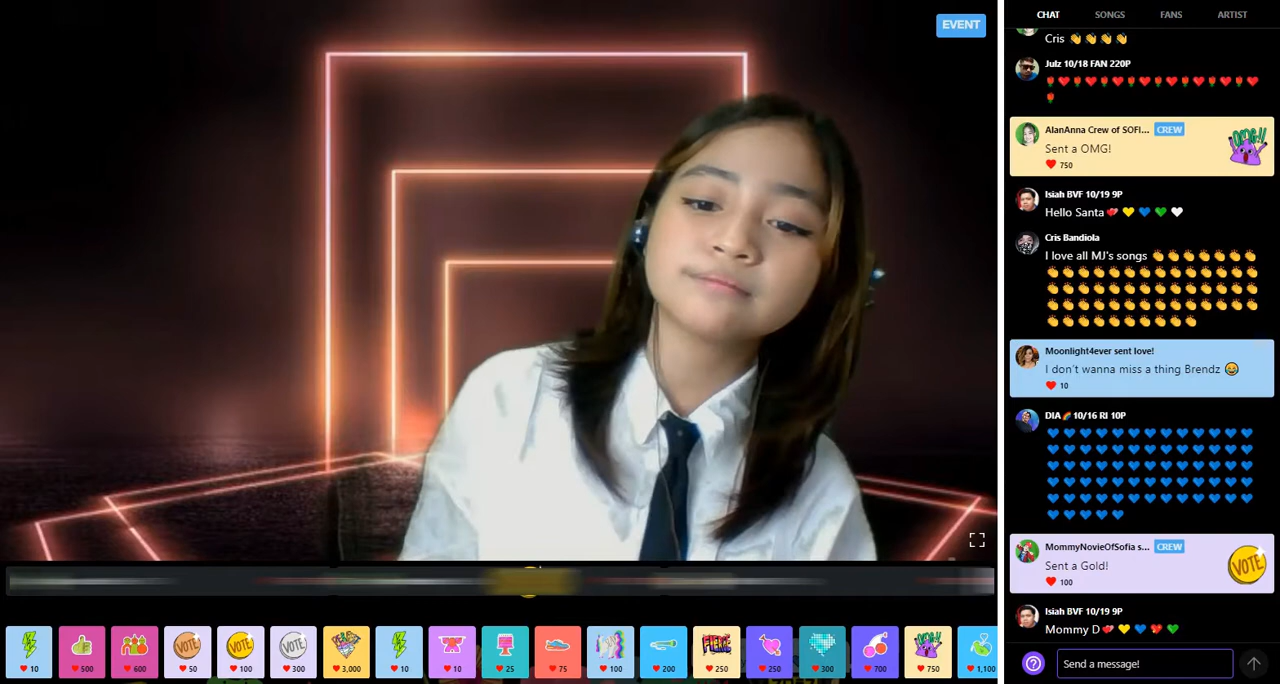 EVENT
CHAT SONGS FANS ARTIST
Cris 👏👏👏👏
Julz 10/18 FAN 220P
🌹❤️🌹❤️🌹❤️🌹❤️🌹❤️🌹❤️🌹❤️🌹❤️
🌹
AlanAnna Crew of SOFI... CREW
Sent a OMG!
OMG!!
750
Isiah BVF 10/19 9P
Hello Santa💖💛💙💚🤍
Cris Bandiola
I love all MJ's songs 👏👏👏👏👏👏👏
👏👏👏👏👏👏👏👏👏👏👏👏👏👏
👏👏👏👏👏👏👏👏👏👏👏👏👏👏
👏👏👏👏👏👏👏👏👏👏👏👏👏👏
👏👏👏👏👏👏👏👏👏👏
Moonlight4ever sent love!
I don't wanna miss a thing Brendz 😂
10
DIA🌈10/16 RI 10P
💙💙💙💙💙💙💙💙💙💙💙💙💙
💙💙💙💙💙💙💙💙💙💙💙💙💙
💙💙💙💙💙💙💙💙💙💙💙💙💙
💙💙💙💙💙💙💙💙💙💙💙💙💙
💙💙💙💙💙💙💙💙💙💙💙💙💙
💙💙💙💙💙
MommyNovieOfSofia s... CREW
Sent a Gold!
VOTE
100
Isiah BVF 10/19 9P
Mommy D💖💛💙💖💚
Send a message!
VOTE VOTE VOTE FIERCE OMG!!
10 500 600 50 100 300 3,000 10 10 25 75 100 200 250 250 300 700 750 1,100